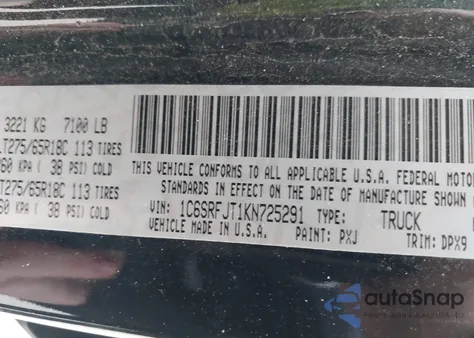 3221 KG 7100 LB
LT275/65R18C 113 TIRES
260 KPA ( 38 PSI) COLD
LT275/65R18C 113 TIRES
260 KPA ( 38 PSI) COLD
THIS VEHICLE CONFORMS TO ALL APPLICABLE U.S.A. FEDERAL MOTOR
STANDARDS IN EFFECT ON THE DATE OF MANUFACTURE SHOWN
VIN: 1C6SRFJT1KN725291 TYPE: TRUCK
VEHICLE MADE IN U.S.A. PAINT: PXJ TRIM: DPX9
autoSnap